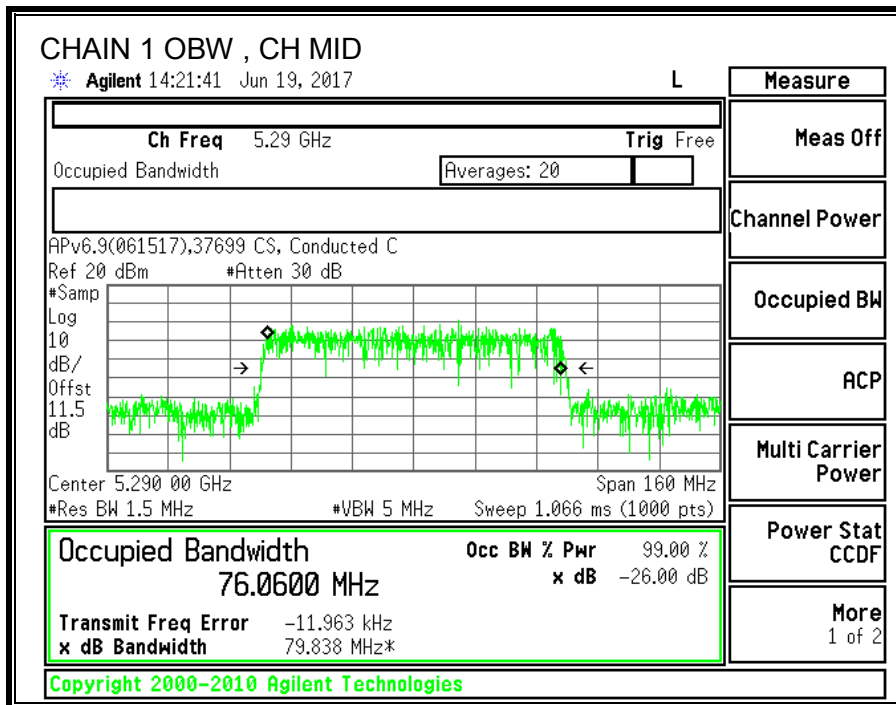 CHAIN 1 OBW , CH MID
Agilent 14:21:41 Jun 19, 2017 L
Measure
Ch Freq 5.29 GHz Trig Free
Meas Off
Occupied Bandwidth Averages: 20
Channel Power
APv6.9(061517),37699 CS, Conducted C
Ref 20 dBm #Atten 30 dB
#Samp
Log
10
dB/
Offst
11.5
dB
Occupied BW
ACP
Multi Carrier
Power
Center 5.290 00 GHz Span 160 MHz
#Res BW 1.5 MHz #VBW 5 MHz Sweep 1.066 ms (1000 pts)
Power Stat
CCDF
Occupied Bandwidth Occ BW % Pwr 99.00 %
76.0600 MHz x dB -26.00 dB
Transmit Freq Error -11.963 kHz
x dB Bandwidth 79.838 MHz*
More
1 of 2
Copyright 2000-2010 Agilent Technologies